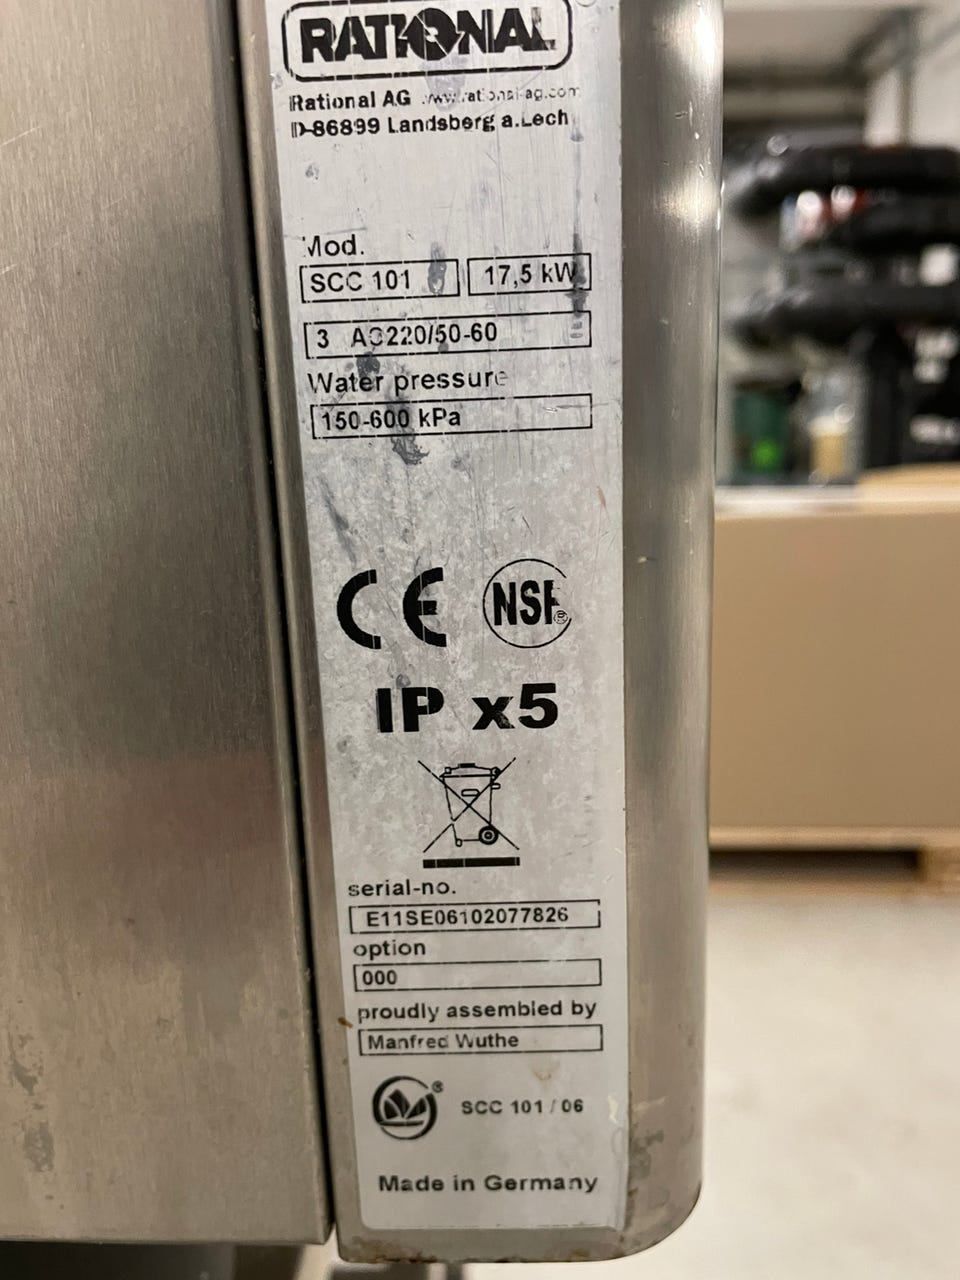 RATIONAL
Rational AG www.rational-ag.com
D-86899 Landsberg a.Lech
Mod.
SCC 101 17,5 kW
3 AC220/50-60
Water pressure
150-600 kPa
CE NSF®
IP x5
serial-no.
E11SE06102077826
option
000
proudly assembled by
Manfred Wuthe
® SCC 101 / 06
Made in Germany